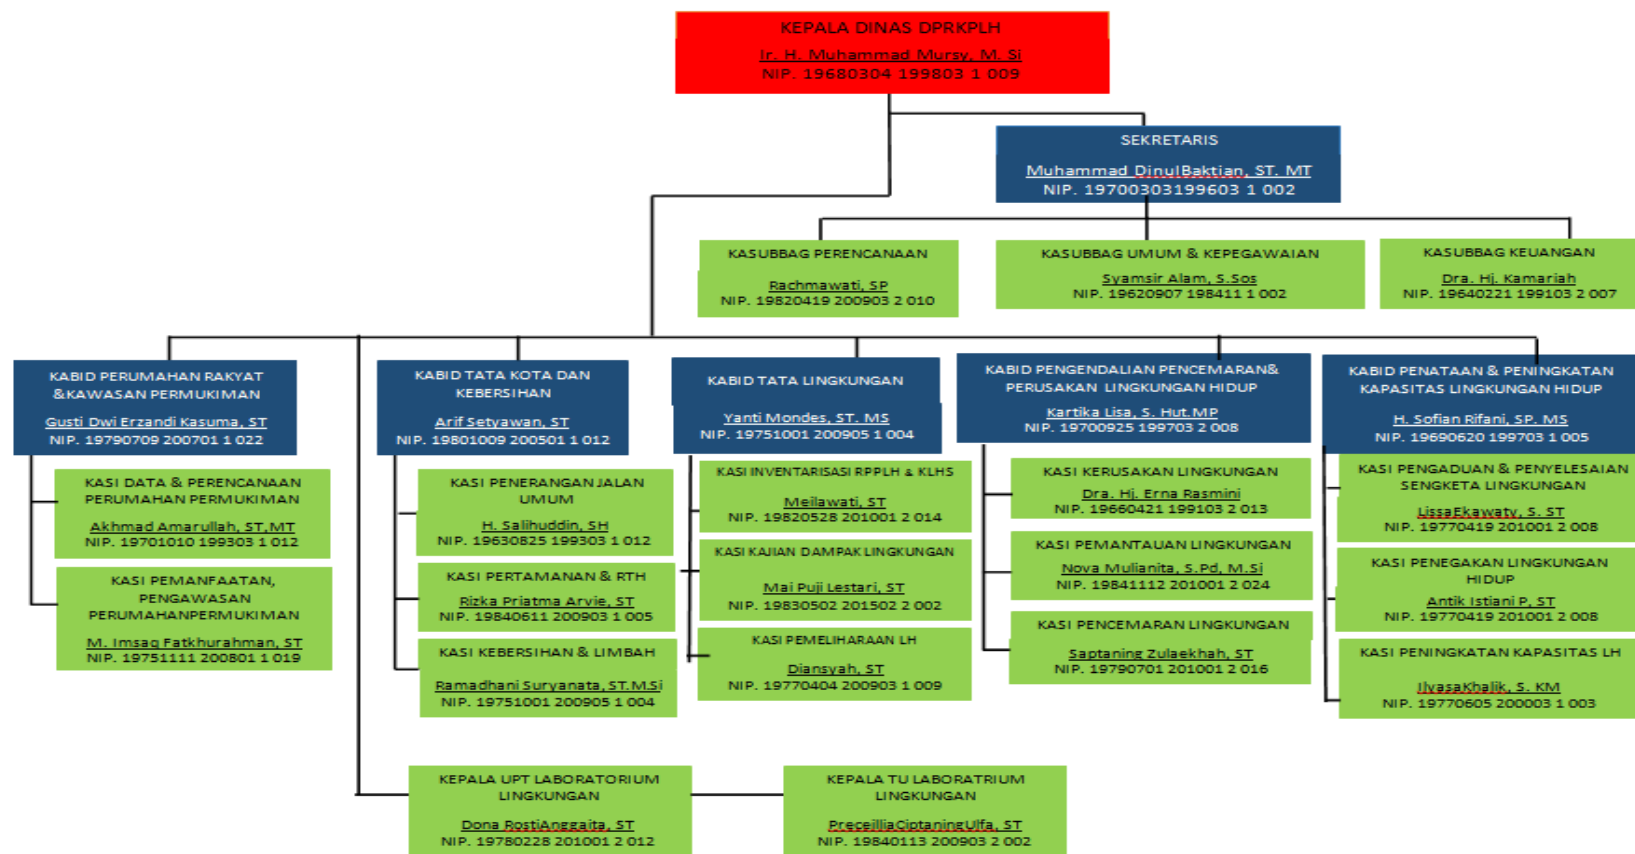 KEPALA DINAS DPRKPLH
Ir. H. Muhammad Mursy, M. Si
NIP. 19680304 199803 1 009
SEKRETARIS
Muhammad DinulBaktian, ST. MT
NIP. 19700303199603 1 002
KASUBBAG PERENCANAAN
Rachmawati, SP
NIP. 19820419 200903 2 010
KASUBBAG UMUM & KEPEGAWAIAN
Syamsir Alam, S.Sos
NIP. 19620907 198411 1 002
KASUBBAG KEUANGAN
Dra. Hj. Kamariah
NIP. 19640221 199103 2 007
KABID PERUMAHAN RAKYAT
&KAWASAN PERMUKIMAN
Gusti Dwi Erzandi Kasuma, ST
NIP. 19790709 200701 1 022
KASI DATA & PERENCANAAN
PERUMAHAN PERMUKIMAN
Akhmad Amarullah, ST,MT
NIP. 19701010 199303 1 012
KASI PEMANFAATAN,
PENGAWASAN
PERUMAHANPERMUKIMAN
M. Imsaq Fatkhurahman, ST
NIP. 19751111 200801 1 019
KABID TATA KOTA DAN
KEBERSIHAN
Arif Setyawan, ST
NIP. 19801009 200501 1 012
KASI PENERANGAN JALAN
UMUM
H. Salihuddin, SH
NIP. 19630825 199303 1 012
KASI PERTAMANAN & RTH
Rizka Priatma Arvie, ST
NIP. 19840611 200903 1 005
KASI KEBERSIHAN & LIMBAH
Ramadhani Suryanata, ST.M.Si
NIP. 19751001 200905 1 004
KABID TATA LINGKUNGAN
Yanti Mondes, ST. MS
NIP. 19751001 200905 1 004
KASI INVENTARISASI RPPLH & KLHS
Meilawati, ST
NIP. 19820528 201001 2 014
KASI KAJIAN DAMPAK LINGKUNGAN
Mai Puji Lestari, ST
NIP. 19830502 201502 2 002
KASI PEMELIHARAAN LH
Diansyah, ST
NIP. 19770404 200903 1 009
KABID PENGENDALIAN PENCEMARAN&
PERUSAKAN LINGKUNGAN HIDUP
Kartika Lisa, S. Hut.MP
NIP. 19700925 199703 2 008
KASI KERUSAKAN LINGKUNGAN
Dra. Hj. Erna Rasmini
NIP. 19660421 199103 2 013
KASI PEMANTAUAN LINGKUNGAN
Nova Mulianita, S.Pd, M.Si
NIP. 19841112 201001 2 024
KASI PENCEMARAN LINGKUNGAN
Saptaning Zulaekhah, ST
NIP. 19790701 201001 2 016
KABID PENATAAN & PENINGKATAN
KAPASITAS LINGKUNGAN HIDUP
H. Sofian Rifani, SP. MS
NIP. 19690620 199703 1 005
KASI PENGADUAN & PENYELESAIAN
SENGKETA LINGKUNGAN
LissaEkawaty, S. ST
NIP. 19770419 201001 2 008
KASI PENEGAKAN LINGKUNGAN
HIDUP
Antik Istiani P, ST
NIP. 19770419 201001 2 008
KASI PENINGKATAN KAPASITAS LH
IlyasaKhalik, S. KM
NIP. 19770605 200003 1 003
KEPALA UPT LABORATORIUM
LINGKUNGAN
Dona RostiAnggaita, ST
NIP. 19780228 201001 2 012
KEPALA TU LABORATRIUM
LINGKUNGAN
PreceilliaCiptaningUlfa, ST
NIP. 19840113 200903 2 002